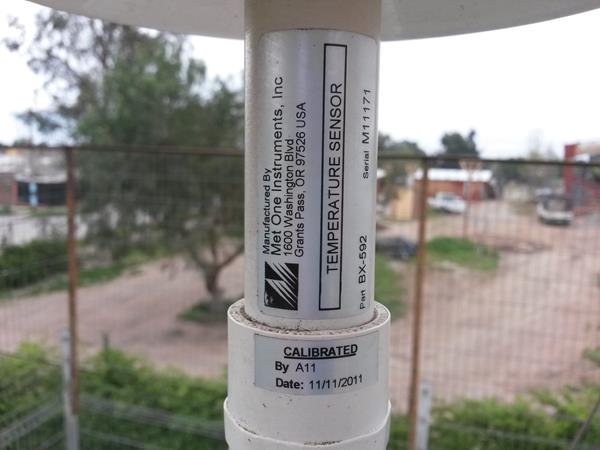 Manufactured By
Met One Instruments, Inc
1600 Washington Blvd
Grants Pass, OR 97526 USA
TEMPERATURE SENSOR
Part BX-592 Serial M11171
CALIBRATED
By A11
Date: 11/11/2011